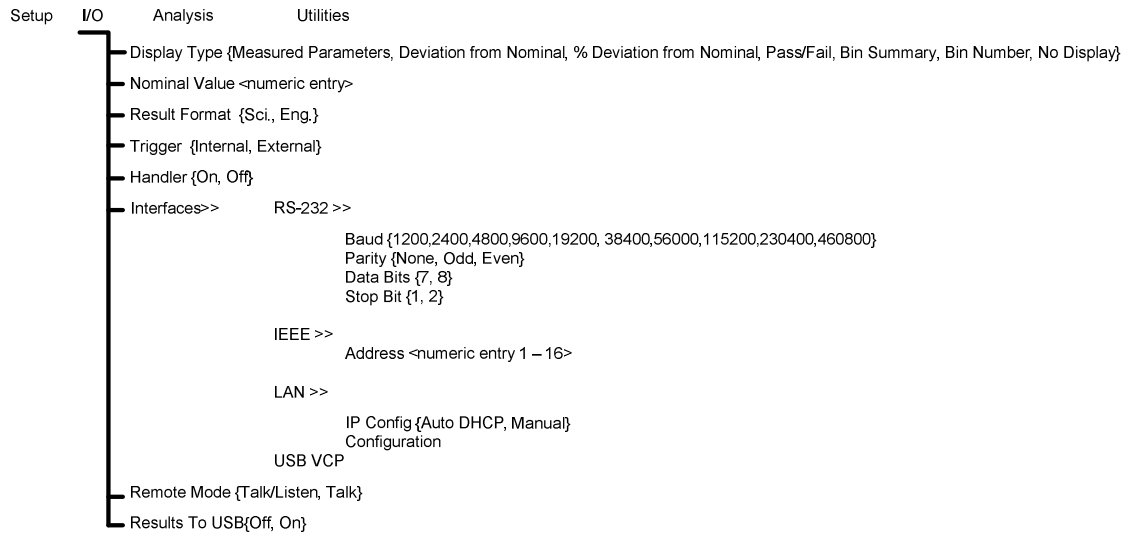 Setup I/O Analysis Utilities
Display Type {Measured Parameters, Deviation from Nominal, % Deviation from Nominal, Pass/Fail, Bin Summary, Bin Number, No Display}
Nominal Value <numeric entry>
Result Format {Sci., Eng.}
Trigger {Internal, External}
Handler {On, Off}
Interfaces>> RS-232 >>
Baud {1200,2400,4800,9600,19200, 38400,56000,115200,230400,460800}
Parity {None, Odd, Even}
Data Bits {7, 8}
Stop Bit {1, 2}
IEEE >>
Address <numeric entry 1 – 16>
LAN >>
IP Config {Auto DHCP, Manual}
Configuration
USB VCP
Remote Mode {Talk/Listen, Talk}
Results To USB{Off, On}